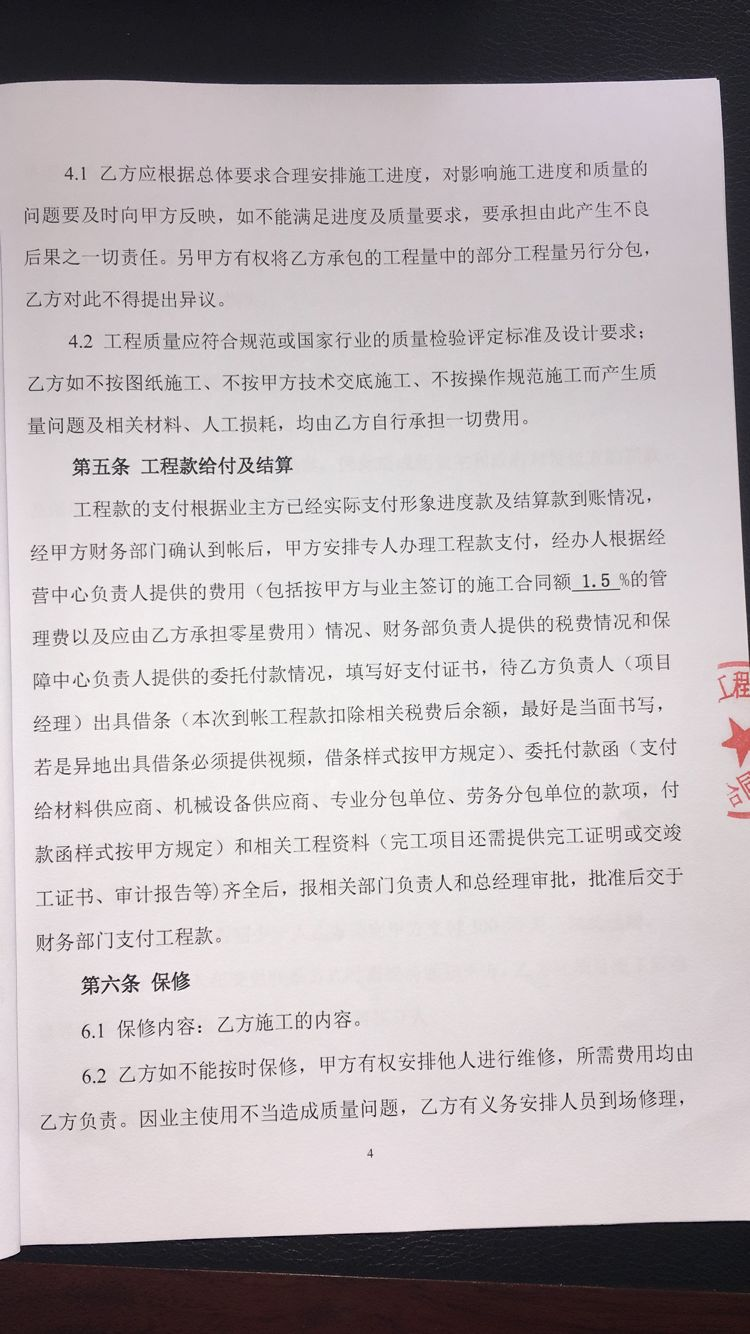 4.1 乙方应根据总体要求合理安排施工进度，对影响施工进度和质量的
问题要及时向甲方反映，如不能满足进度及质量要求，要承担由此产生不良
后果之一切责任。另甲方有权将乙方承包的工程量中的部分工程量另行分包，
乙方对此不得提出异议。
4.2 工程质量应符合规范或国家行业的质量检验评定标准及设计要求；
乙方如不按图纸施工、不按甲方技术交底施工、不按操作规范施工而产生质
量问题及相关材料、人工损耗，均由乙方自行承担一切费用。
第五条 工程款给付及结算
工程款的支付根据业主方已经实际支付形象进度款及结算款到账情况，
经甲方财务部门确认到帐后，甲方安排专人办理工程款支付，经办人根据经
营中心负责人提供的费用（包括按甲方与业主签订的施工合同额 1.5 %的管
理费以及应由乙方承担零星费用）情况、财务部负责人提供的税费情况和保
障中心负责人提供的委托付款情况，填写好支付证书，待乙方负责人（项目
经理）出具借条（本次到帐工程款扣除相关税费后余额，最好是当面书写，
若是异地出具借条必须提供视频，借条样式按甲方规定）、委托付款函（支付
给材料供应商、机械设备供应商、专业分包单位、劳务分包单位的款项，付
款函样式按甲方规定）和相关工程资料（完工项目还需提供完工证明或交竣
工证书、审计报告等)齐全后，报相关部门负责人和总经理审批，批准后交于
财务部门支付工程款。
第六条 保修
6.1 保修内容：乙方施工的内容。
6.2 乙方如不能按时保修，甲方有权安排他人进行维修，所需费用均由
乙方负责。因业主使用不当造成质量问题，乙方有义务安排人员到场修理，
4
工程
合同